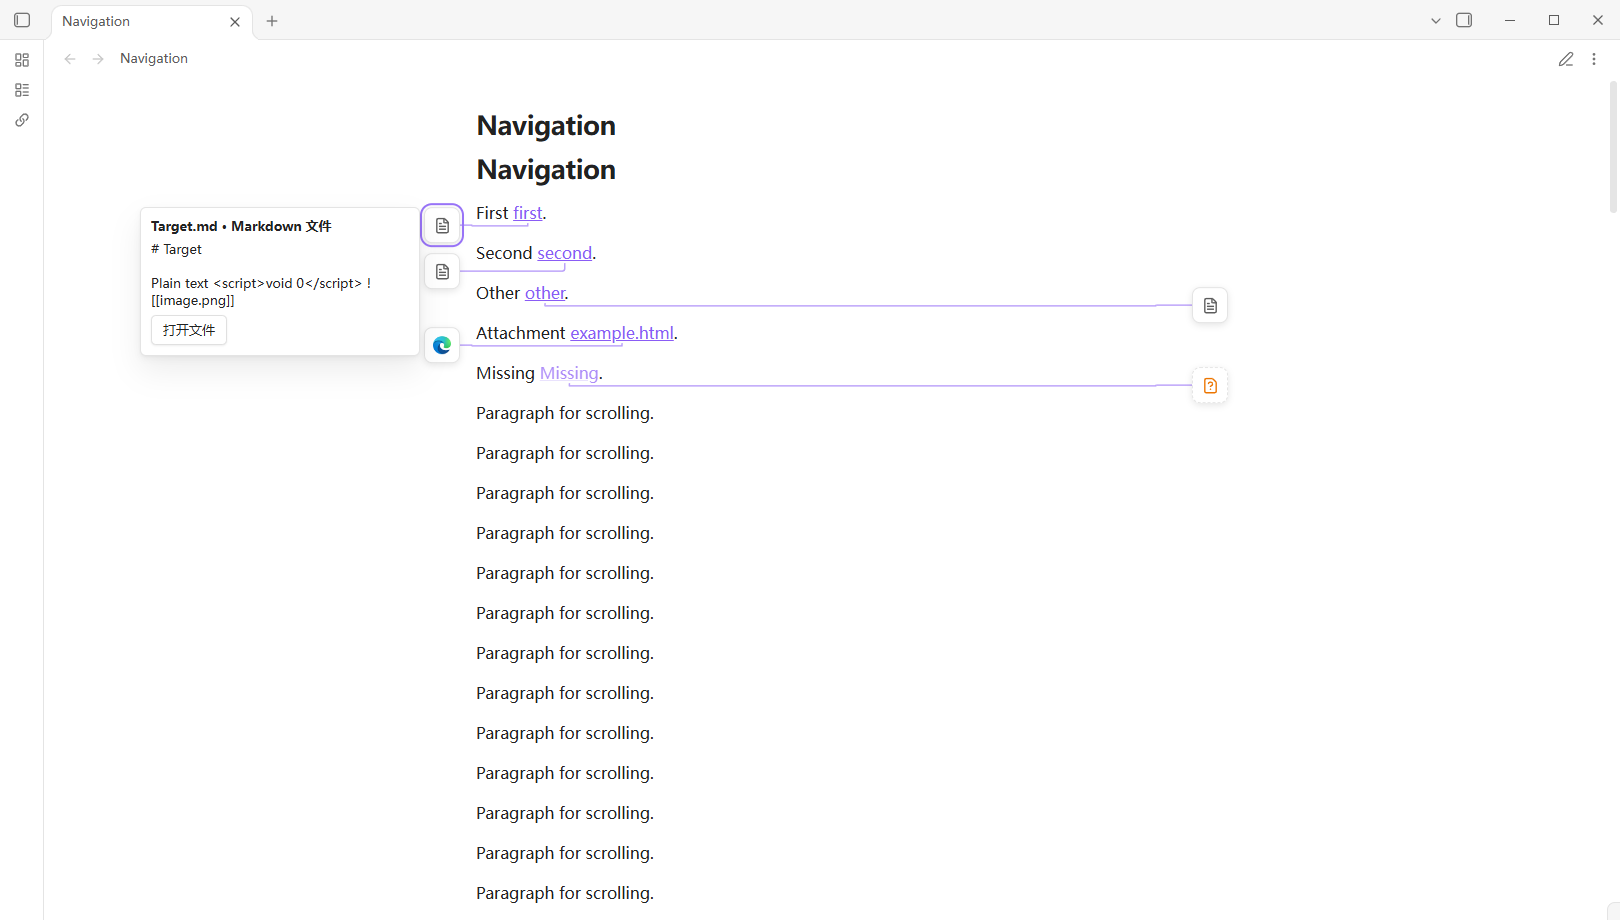 Navigation
Navigation
Navigation
Navigation
First first.
Target.md • Markdown 文件
# Target
Plain text <script>void 0</script> !
[[image.png]]
打开文件
Second second.
Other other.
Attachment example.html.
Missing Missing.
Paragraph for scrolling.
Paragraph for scrolling.
Paragraph for scrolling.
Paragraph for scrolling.
Paragraph for scrolling.
Paragraph for scrolling.
Paragraph for scrolling.
Paragraph for scrolling.
Paragraph for scrolling.
Paragraph for scrolling.
Paragraph for scrolling.
Paragraph for scrolling.
Paragraph for scrolling.